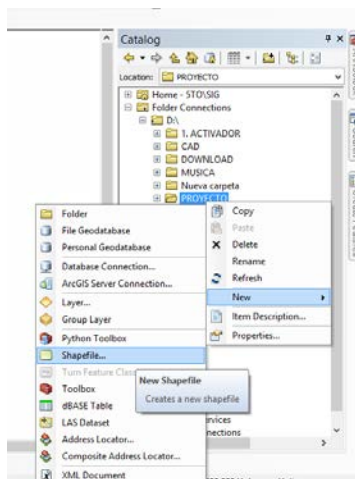 Catalog
Location: PROYECTO
Home - STO\SIG
Folder Connections
D:\
1. ACTIVADOR
CAD
DOWNLOAD
MUSICA
Nueva carpeta
PROYECTO
Copy
Paste
Delete
Rename
Refresh
New
Item Description...
Properties...
Folder
File Geodatabase
Personal Geodatabase
Database Connection...
ArcGIS Server Connection...
Layer...
Group Layer
Python Toolbox
Shapefile...
Turn Feature Class
Toolbox
dBASE Table
LAS Dataset
Address Locator...
Composite Address Locator...
XML Document
New Shapefile
Creates a new shapefile